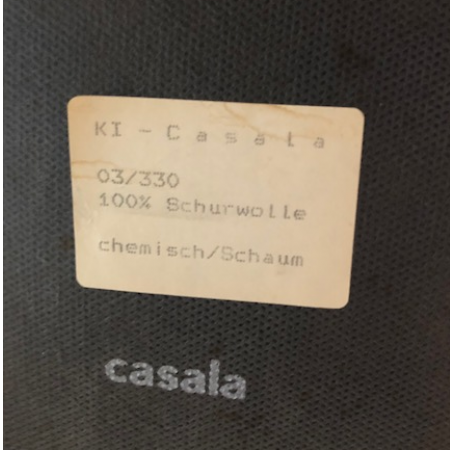 KI - Casala
03/330
100% Schurwolle
chemisch/Schaum
casala